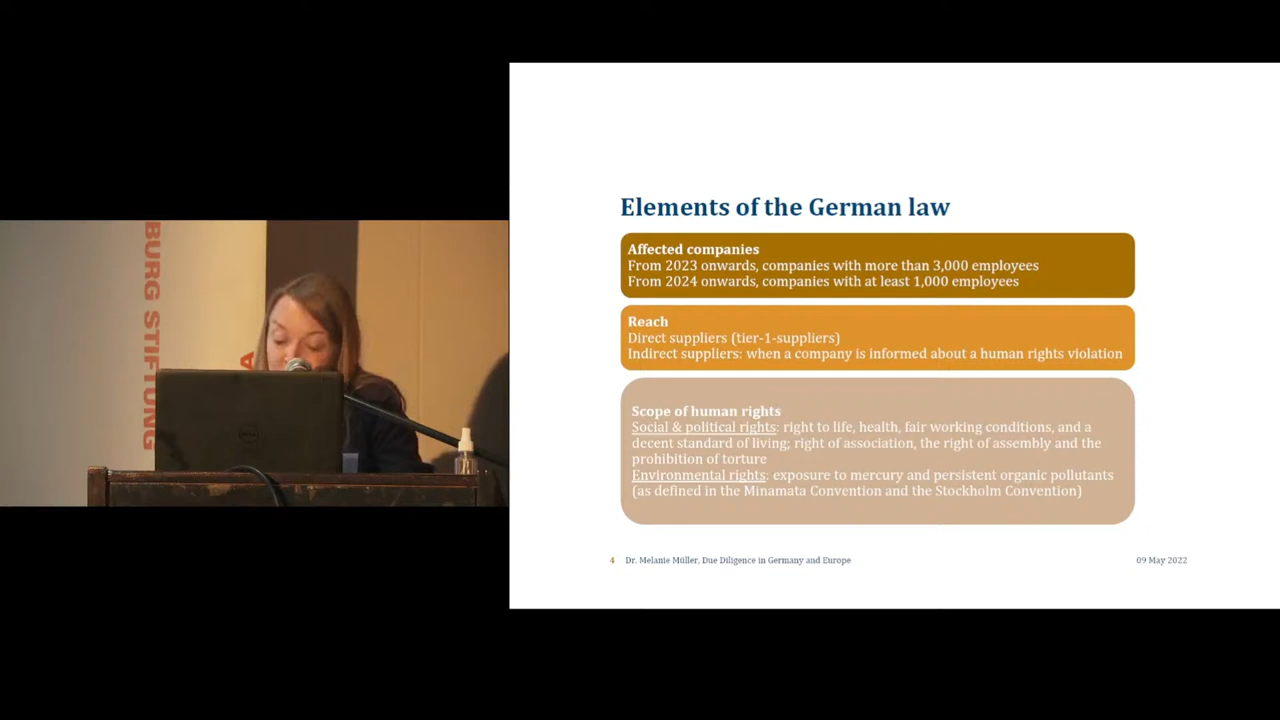 BURG STIFTUNG
A
Elements of the German law
Affected companies
From 2023 onwards, companies with more than 3,000 employees
From 2024 onwards, companies with at least 1,000 employees
Reach
Direct suppliers (tier-1-suppliers)
Indirect suppliers: when a company is informed about a human rights violation
Scope of human rights
Social & political rights: right to life, health, fair working conditions, and a
decent standard of living; right of association, the right of assembly and the
prohibition of torture
Environmental rights: exposure to mercury and persistent organic pollutants
(as defined in the Minamata Convention and the Stockholm Convention)
4 Dr. Melanie Müller, Due Diligence in Germany and Europe 09 May 2022